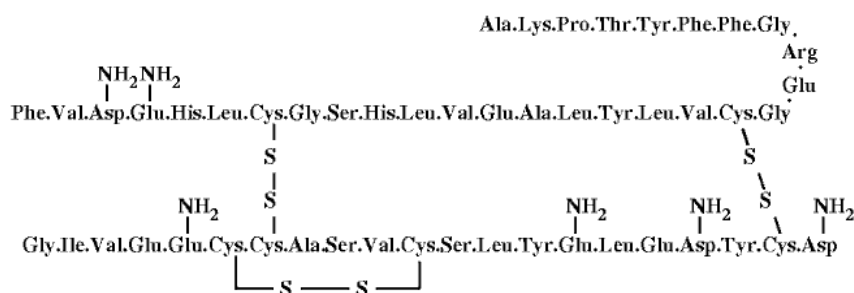 Ala.Lys.Pro.Thr.Tyr.Phe.Phe.Gly.
Arg
.
Glu
NH2 NH2
Phe.Val.Asp.Glu.His.Leu.Cys.Gly.Ser.His.Leu.Val.Glu.Ala.Leu.Tyr.Leu.Val.Cys.Gly.
S S
S S
NH2 NH2 NH2 NH2
Gly.Ile.Val.Glu.Glu.Cys.Cys.Ala.Ser.Val.Cys.Ser.Leu.Tyr.Glu.Leu.Glu.Asp.Tyr.Cys.Asp
S S